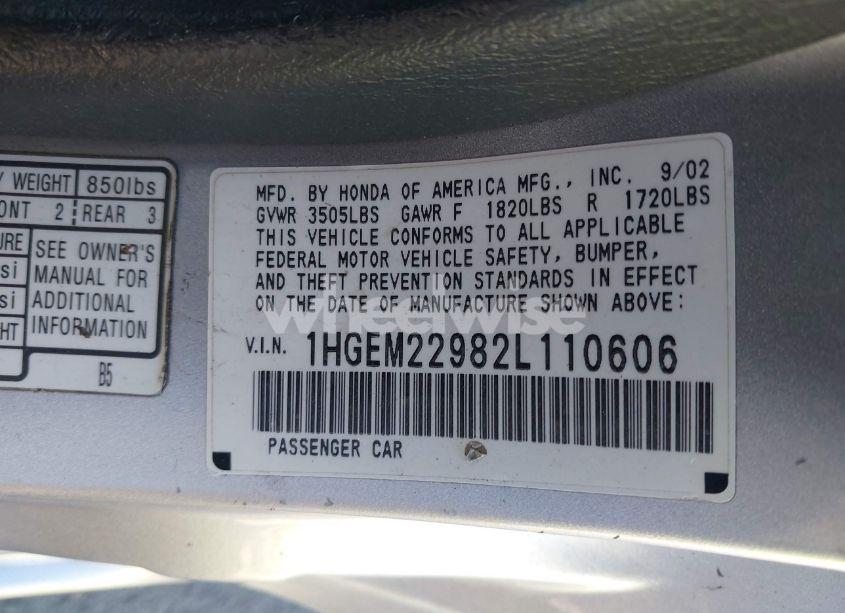 Y WEIGHT 850lbs
ONT 2 REAR 3
URE
SEE OWNER'S
MANUAL FOR
ADDITIONAL
INFORMATION
si
si
HT
B5
MFD. BY HONDA OF AMERICA MFG., INC. 9/02
GVWR 3505LBS GAWR F 1820LBS R 1720LBS
THIS VEHICLE CONFORMS TO ALL APPLICABLE
FEDERAL MOTOR VEHICLE SAFETY, BUMPER,
AND THEFT PREVENTION STANDARDS IN EFFECT
ON THE DATE OF MANUFACTURE SHOWN ABOVE:
wheelwise
V.I.N. 1HGEM22982L110606
PASSENGER CAR